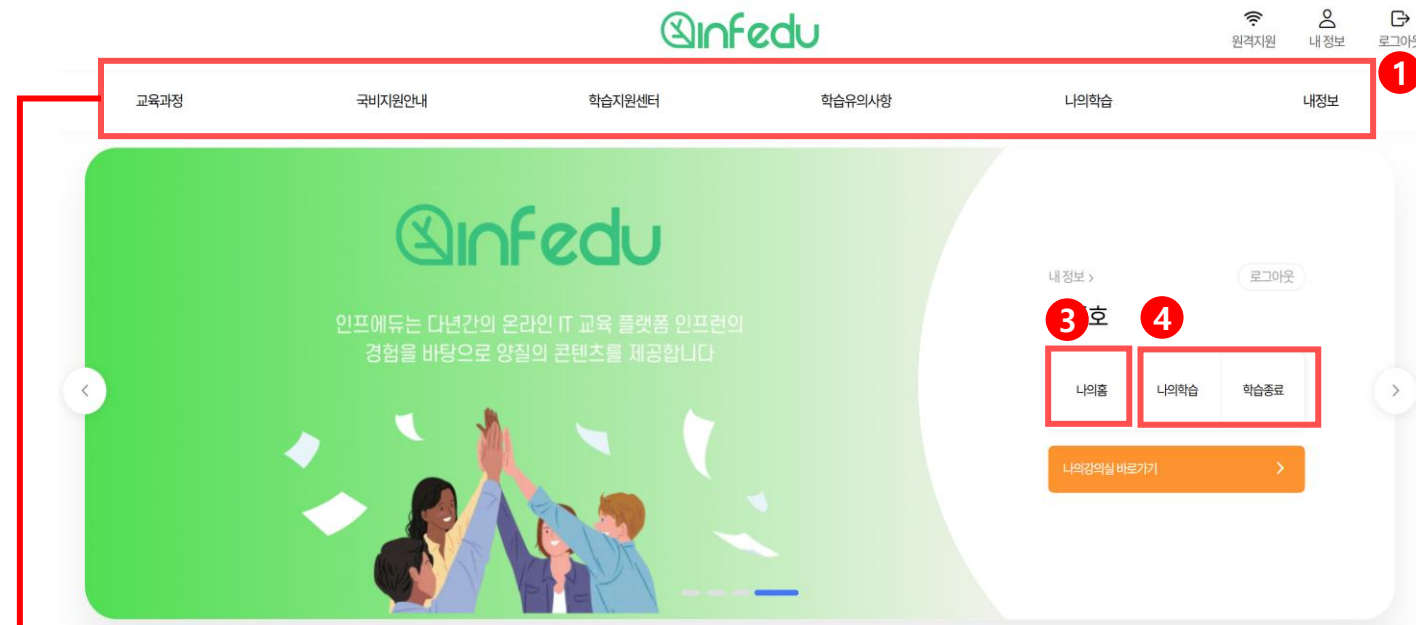 infedu
원격지원 내 정보 로그아웃
1
교육과정 국비지원안내 학습지원센터 학습유의사항 나의학습 내정보
infedu
인프에듀는 다년간의 온라인 IT 교육 플랫폼 인프런의
경험을 바탕으로 양질의 콘텐츠를 제공합니다
내 정보 › 로그아웃
3 호 4
나의홈 나의학습 학습종료
나의강의실 바로가기